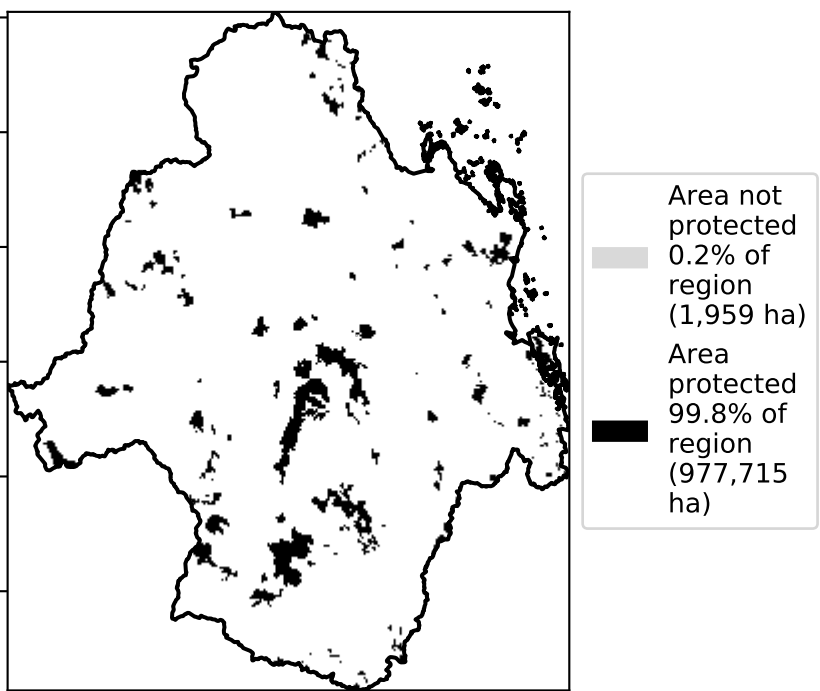 Area not
protected
0.2% of
region
(1,959 ha)
Area
protected
99.8% of
region
(977,715
ha)